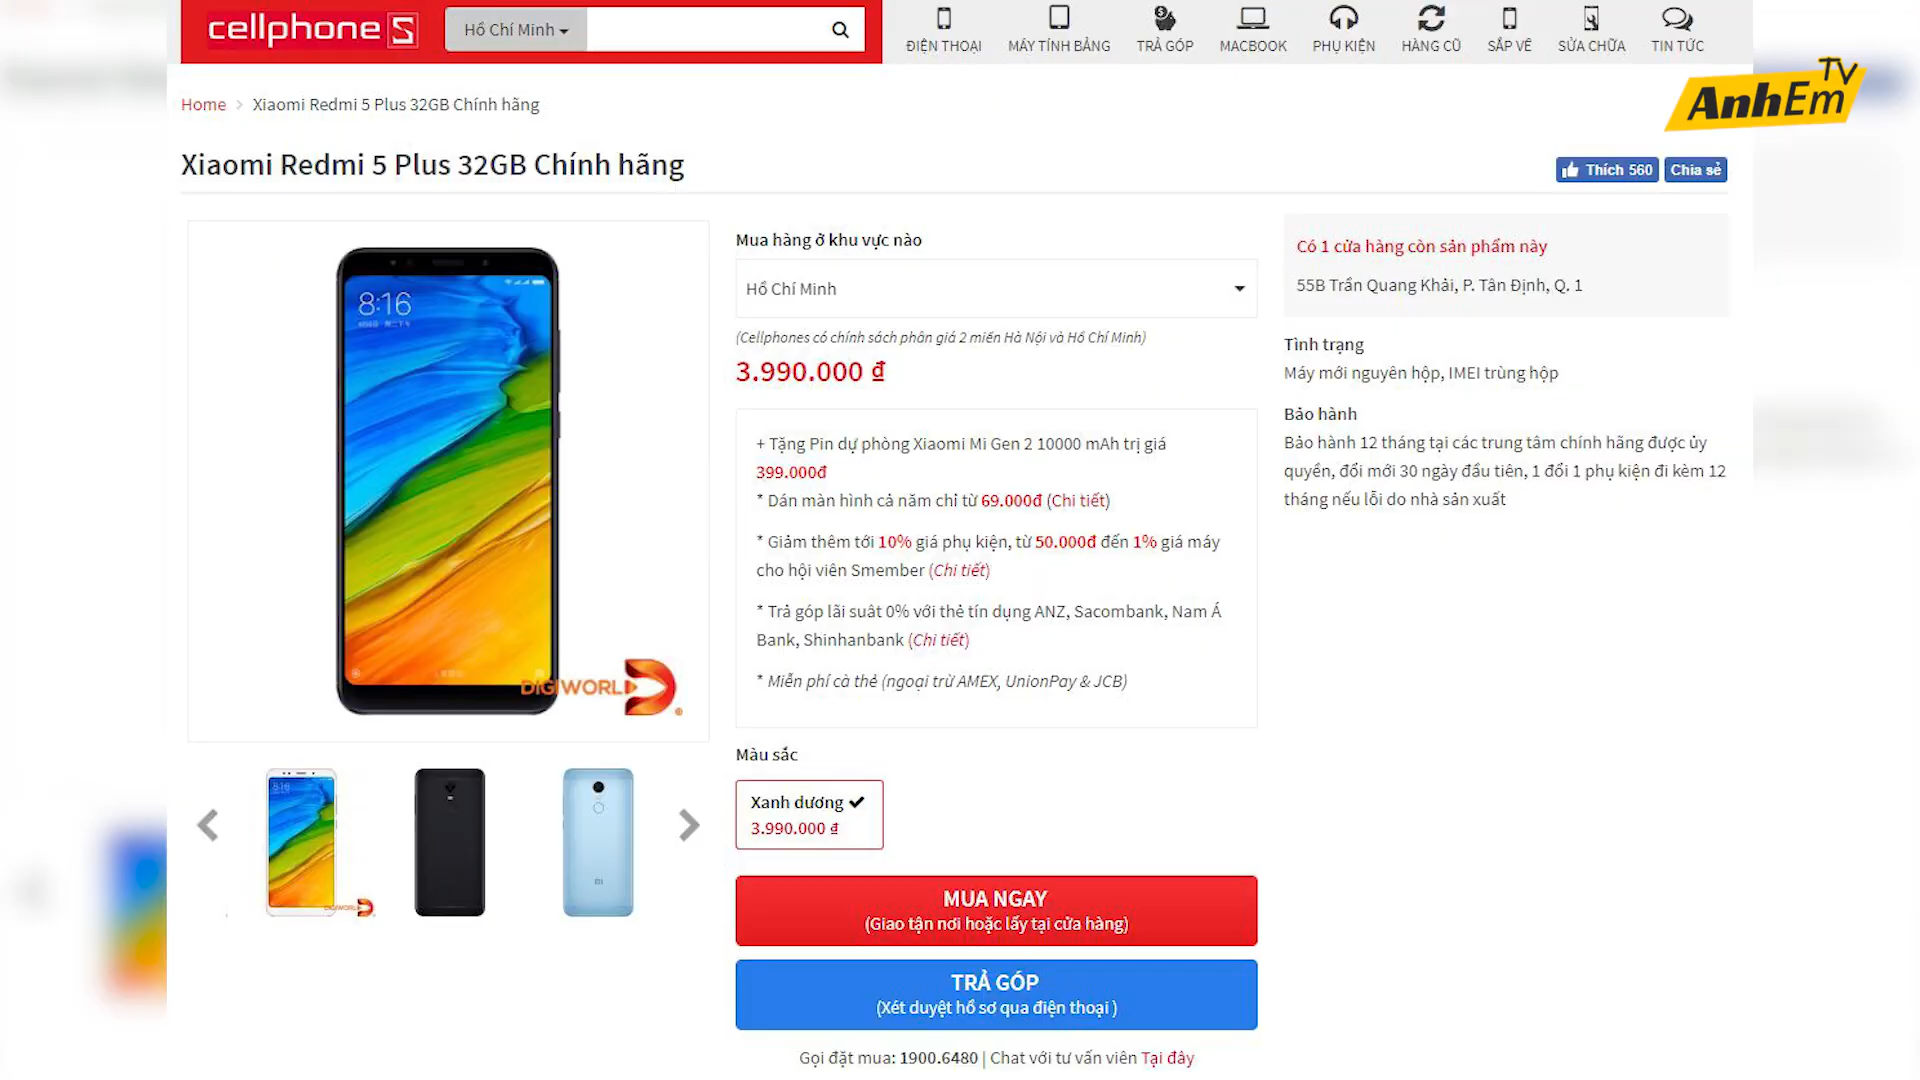 cellphoneS
Hồ Chí Minh
ĐIỆN THOẠI
MÁY TÍNH BẢNG
TRẢ GÓP
MACBOOK
PHỤ KIỆN
HÀNG CŨ
SẮP VỀ
SỬA CHỮA
TIN TỨC
AnhEm TV
Home > Xiaomi Redmi 5 Plus 32GB Chính hãng
Xiaomi Redmi 5 Plus 32GB Chính hãng
Thích 560
Chia sẻ
8:16
DIGIWORLD
DIGIWORLD
Mua hàng ở khu vực nào
Hồ Chí Minh
(Cellphones có chính sách phân giá 2 miền Hà Nội và Hồ Chí Minh)
3.990.000 ₫
+ Tặng Pin dự phòng Xiaomi Mi Gen 2 10000 mAh trị giá
399.000đ
* Dán màn hình cả năm chỉ từ 69.000đ (Chi tiết)
* Giảm thêm tới 10% giá phụ kiện, từ 50.000đ đến 1% giá máy
cho hội viên Smember (Chi tiết)
* Trả góp lãi suât 0% với thẻ tín dụng ANZ, Sacombank, Nam Á
Bank, Shinhanbank (Chi tiết)
* Miễn phí cà thẻ (ngoại trừ AMEX, UnionPay & JCB)
Màu sắc
Xanh dương
3.990.000 ₫
MUA NGAY
(Giao tận nơi hoặc lấy tại cửa hàng)
TRẢ GÓP
(Xét duyệt hồ sơ qua điện thoại )
Gọi đặt mua: 1900.6480 | Chat với tư vấn viên Tại đây
Có 1 cửa hàng còn sản phẩm này
55B Trần Quang Khải, P. Tân Định, Q. 1
Tình trạng
Máy mới nguyên hộp, IMEI trùng hộp
Bảo hành
Bảo hành 12 tháng tại các trung tâm chính hãng được ủy
quyền, đổi mới 30 ngày đầu tiên, 1 đổi 1 phụ kiện đi kèm 12
tháng nếu lỗi do nhà sản xuất